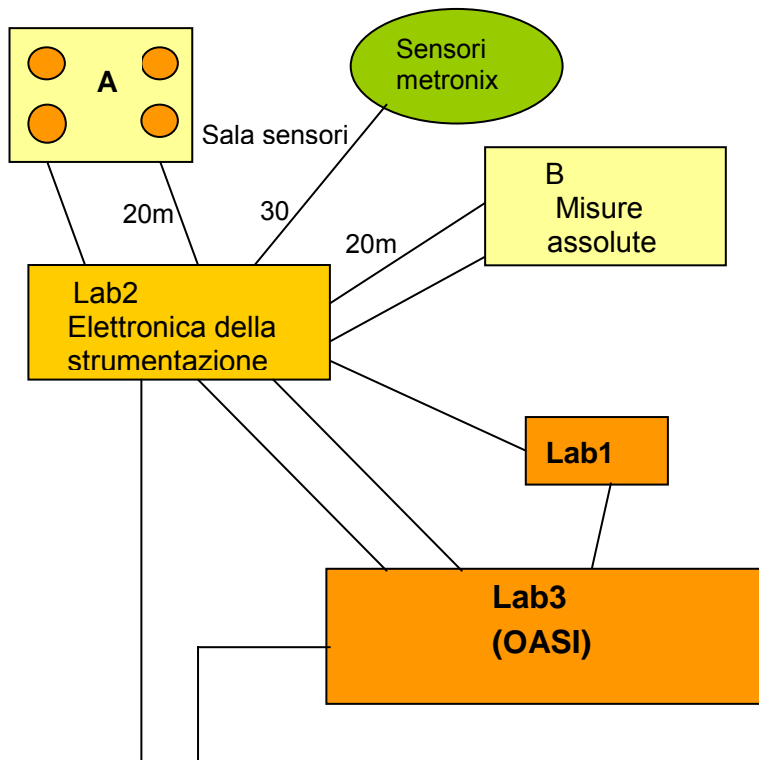 A
Sensori
metronix
Sala sensori
20m
30
20m
B
Misure
assolute
Lab2
Elettronica della
strumentazione
Lab1
Lab3
(OASI)